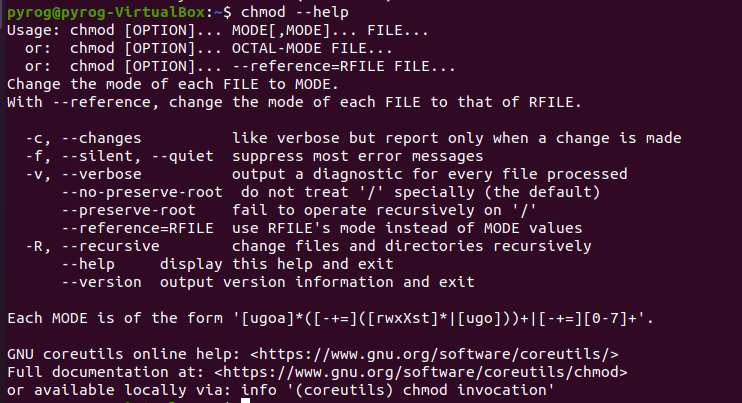 pyrog@pyrog-VirtualBox:~$ chmod --help
Usage: chmod [OPTION]... MODE[,MODE]... FILE...
  or:  chmod [OPTION]... OCTAL-MODE FILE...
  or:  chmod [OPTION]... --reference=RFILE FILE...
Change the mode of each FILE to MODE.
With --reference, change the mode of each FILE to that of RFILE.

  -c, --changes          like verbose but report only when a change is made
  -f, --silent, --quiet  suppress most error messages
  -v, --verbose          output a diagnostic for every file processed
      --no-preserve-root  do not treat '/' specially (the default)
      --preserve-root    fail to operate recursively on '/'
      --reference=RFILE  use RFILE's mode instead of MODE values
  -R, --recursive        change files and directories recursively
      --help     display this help and exit
      --version  output version information and exit

Each MODE is of the form '[ugoa]*([-+=]([rwxXst]*|[ugo]))+|[-+=][0-7]+'.

GNU coreutils online help: <https://www.gnu.org/software/coreutils/>
Full documentation at: <https://www.gnu.org/software/coreutils/chmod>
or available locally via: info '(coreutils) chmod invocation'